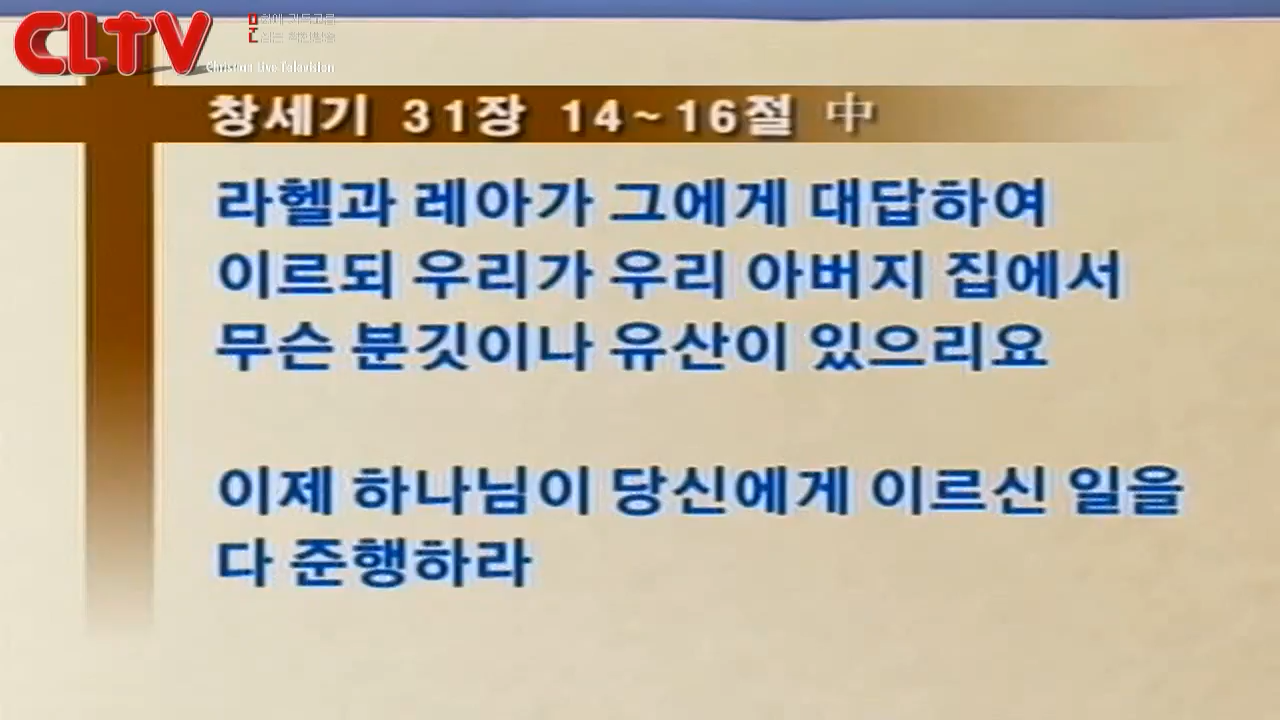 CLTV
Christian Live Television
창세기 31장 14~16절 中
라헬과 레아가 그에게 대답하여
이르되 우리가 우리 아버지 집에서
무슨 분깃이나 유산이 있으리요
이제 하나님이 당신에게 이르신 일을
다 준행하라